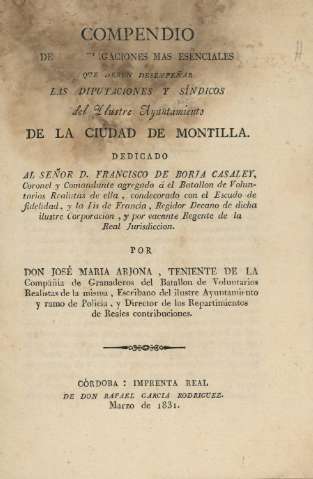 COMPENDIO
DE GACIONES MAS ESENCIALES
QUE DEBEN DESEMPEÑAR
LAS DIPUTACIONES Y SÍNDICOS
del Ylustre Ayuntamiento
DE LA CIUDAD DE MONTILLA.
DEDICADO
AL SEÑOR D. FRANCISCO DE BORJA CASALEY,
Coronel y Comandante agregado á el Batallon de Volun-
tarios Realistas de ella, condecorado con el Escudo de
fidelidad, y la Lis de Francia, Regidor Decano de dicha
ilustre Corporacion, y por vacante Regente de la
Real Jurisdiccion.
POR
DON JOSÉ MARIA ARJONA, TENIENTE DE LA
Compañia de Granaderos del Batallon de Voluntarios
Realistas de la misma, Escribano del ilustre Ayuntamiento
y ramo de Policía, y Director de los Repartimientos
de Reales contribuciones.
CÓRDOBA: IMPRENTA REAL
DE DON RAFAEL GARCIA RODRIGUEZ.
Marzo de 1831.